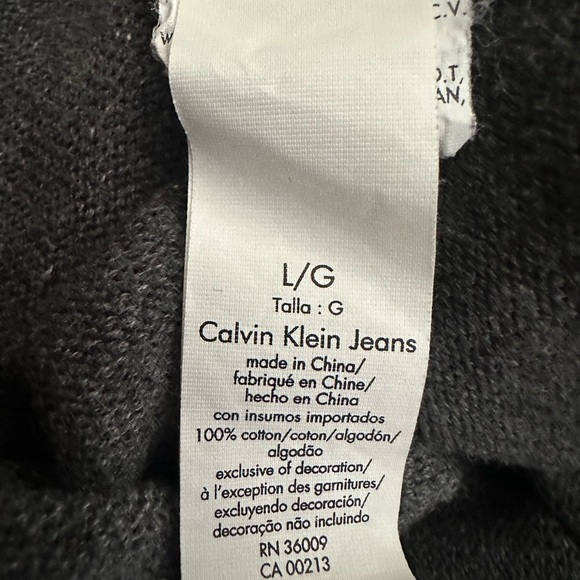 C.V.
W
O.T,
AN,
L/G
Talla : G
Calvin Klein Jeans
made in China/
fabriqué en Chine/
hecho en China
con insumos importados
100% cotton/coton/algodón/
algodão
exclusive of decoration/
à l'exception des garnitures/
excluyendo decoración/
decoração não incluindo
RN 36009
CA 00213